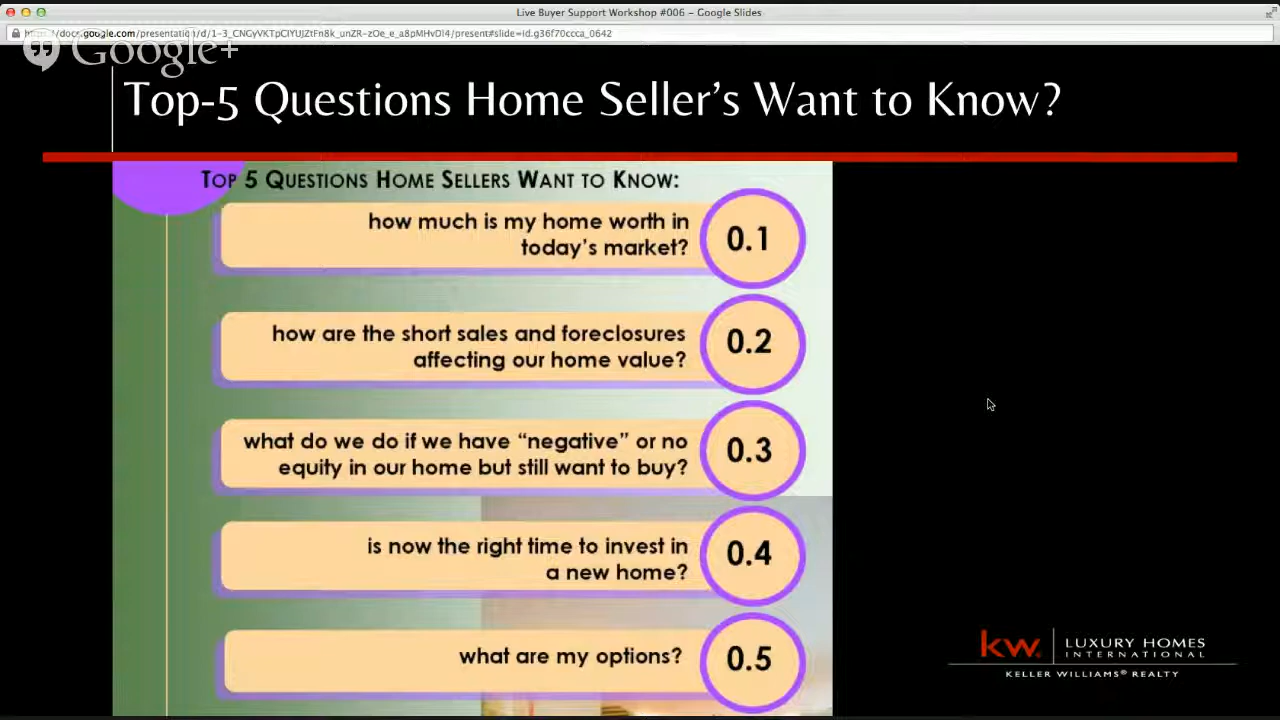 Live Buyer Support Workshop #006 – Google Slides
Google+
Top-5 Questions Home Seller's Want to Know?
Top 5 Questions Home Sellers Want to Know:
how much is my home worth in
today's market?
0.1
how are the short sales and foreclosures
affecting our home value?
0.2
what do we do if we have "negative" or no
equity in our home but still want to buy?
0.3
is now the right time to invest in
a new home?
0.4
what are my options?
0.5
kw
LUXURY HOMES
INTERNATIONAL
KELLER WILLIAMS® REALTY